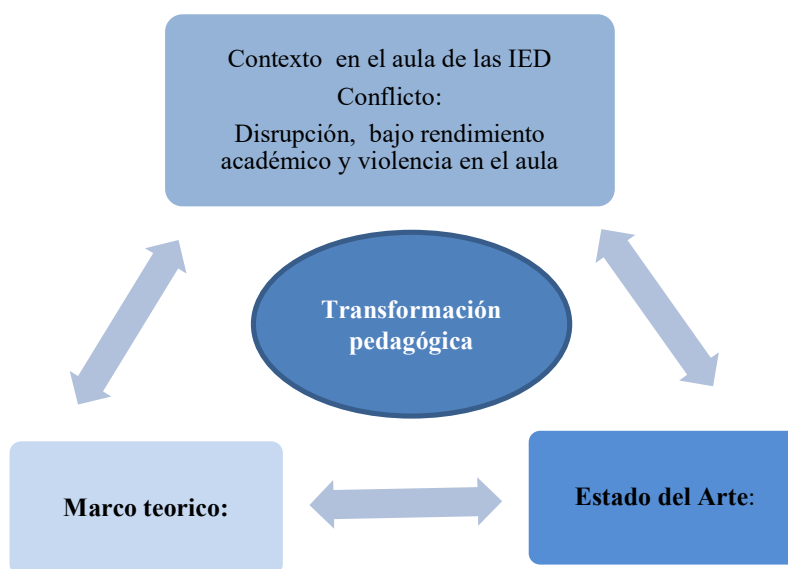 Contexto en el aula de las IED
Conflicto:
Disrupción, bajo rendimiento
académico y violencia en el aula
Transformación
pedagógica
Marco teorico:
Estado del Arte: